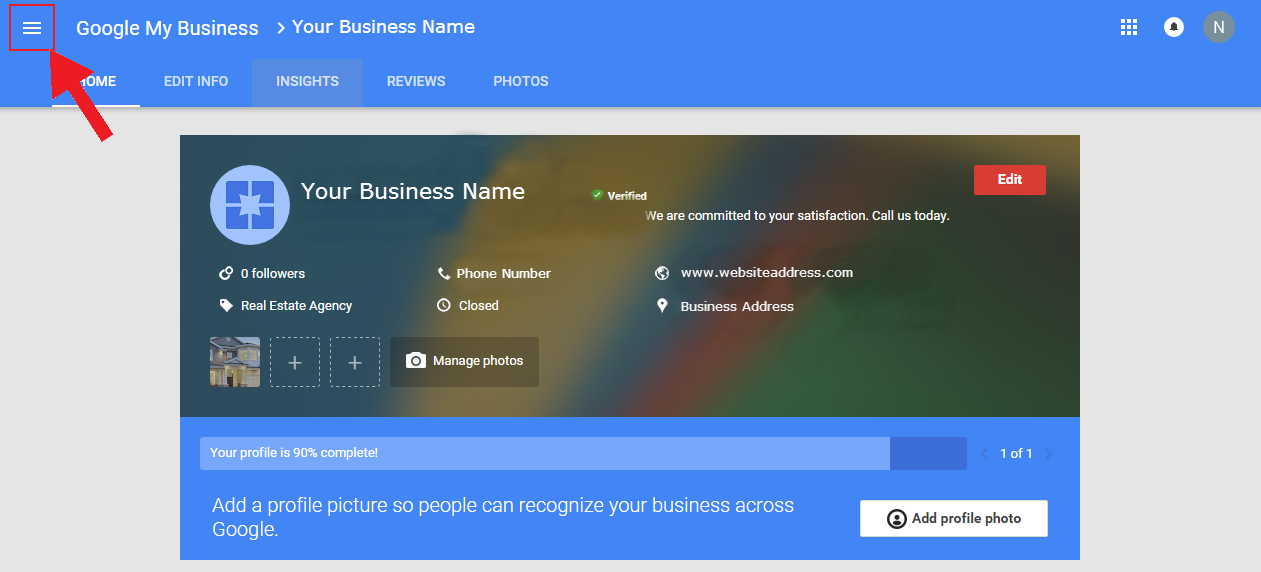 Google My Business > Your Business Name
N
HOME EDIT INFO INSIGHTS REVIEWS PHOTOS
Your Business Name
Verified
Edit
We are committed to your satisfaction. Call us today.
0 followers Phone Number www.websiteaddress.com
Real Estate Agency Closed Business Address
+ + Manage photos
Your profile is 90% complete! < 1 of 1 >
Add a profile picture so people can recognize your business across
Google.
Add profile photo